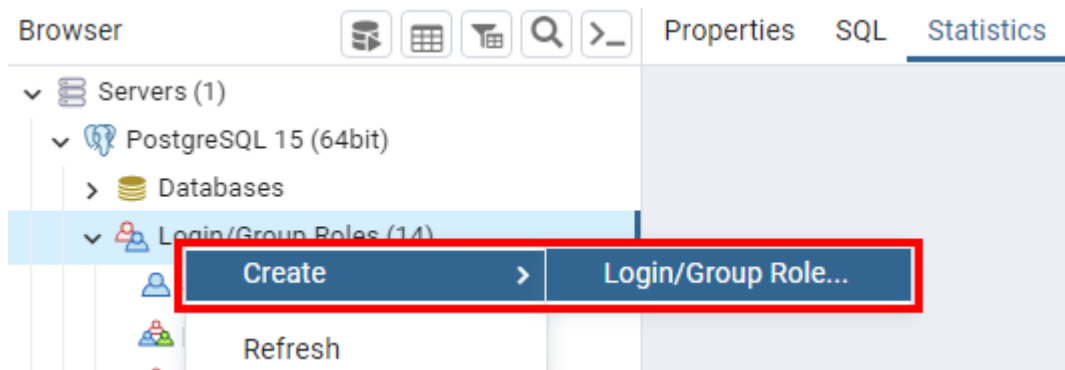 Browser
Properties SQL Statistics
Servers (1)
PostgreSQL 15 (64bit)
Databases
Login/Group Roles (14)
Create
Login/Group Role...
Refresh